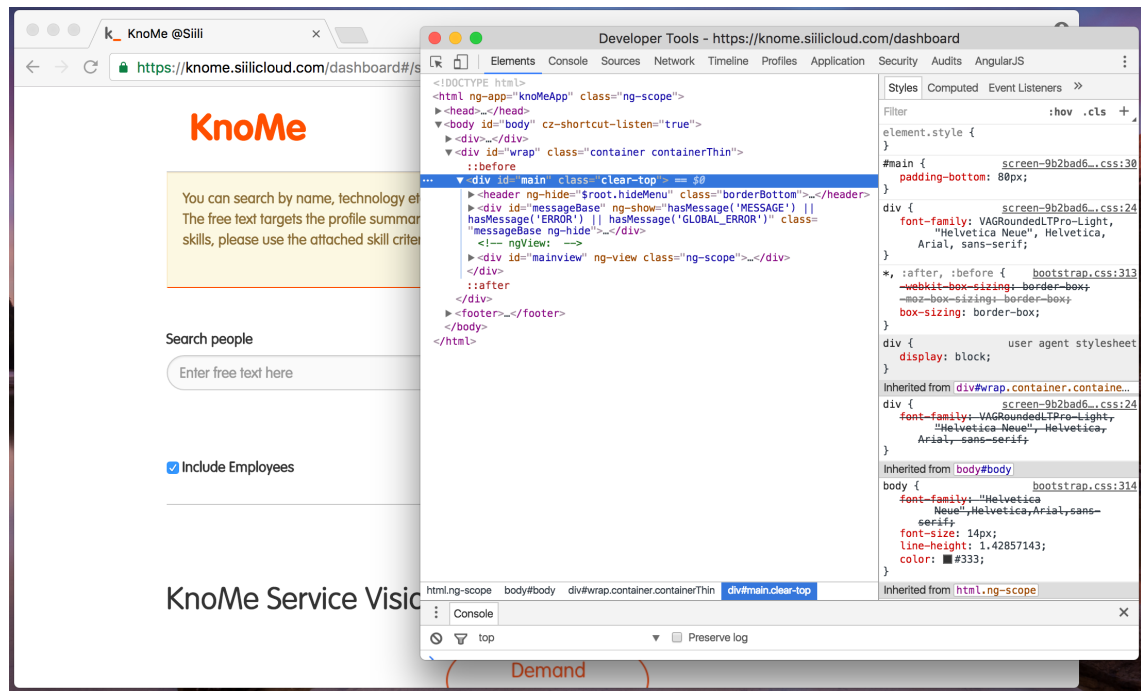 k_ KnoMe @Siili
https://knome.siilicloud.com/dashboard#/s
KnoMe
You can search by name, technology et
The free text targets the profile summar
skills, please use the attached skill criter
Search people
Enter free text here
Include Employees
KnoMe Service Visic
Demand
Developer Tools - https://knome.siilicloud.com/dashboard
Elements Console Sources Network Timeline Profiles Application Security Audits AngularJS
<!DOCTYPE html>
<html ng-app="knoMeApp" class="ng-scope">
▶<head>…</head>
▼<body id="body" cz-shortcut-listen="true">
▶<div>…</div>
▼<div id="wrap" class="container containerThin">
::before
… ▼<div id="main" class="clear-top"> == $0
▶<header ng-hide="$root.hideMenu" class="borderBottom">…</header>
▶<div id="messageBase" ng-show="hasMessage('MESSAGE') ||
hasMessage('ERROR') || hasMessage('GLOBAL_ERROR')" class=
"messageBase ng-hide">…</div>
<!-- ngView: -->
▶<div id="mainview" ng-view class="ng-scope">…</div>
</div>
::after
</div>
▶<footer>…</footer>
</body>
</html>
html.ng-scope body#body div#wrap.container.containerThin div#main.clear-top
Styles Computed Event Listeners »
Filter :hov .cls +
element.style {
}
#main { screen-9b2bad6….css:30
padding-bottom: 80px;
}
div { screen-9b2bad6….css:24
font-family: VAGRoundedLTPro-Light,
"Helvetica Neue", Helvetica,
Arial, sans-serif;
}
*, :after, :before { bootstrap.css:313
-webkit-box-sizing: border-box;
-moz-box-sizing: border-box;
box-sizing: border-box;
}
div { user agent stylesheet
display: block;
}
Inherited from div#wrap.container.containe…
div { screen-9b2bad6….css:24
font-family: VAGRoundedLTPro-Light,
"Helvetica Neue", Helvetica,
Arial, sans-serif;
}
Inherited from body#body
body { bootstrap.css:314
font-family: "Helvetica
Neue",Helvetica,Arial,sans-
serif;
font-size: 14px;
line-height: 1.42857143;
color: #333;
}
Inherited from html.ng-scope
Console
top ▼ Preserve log